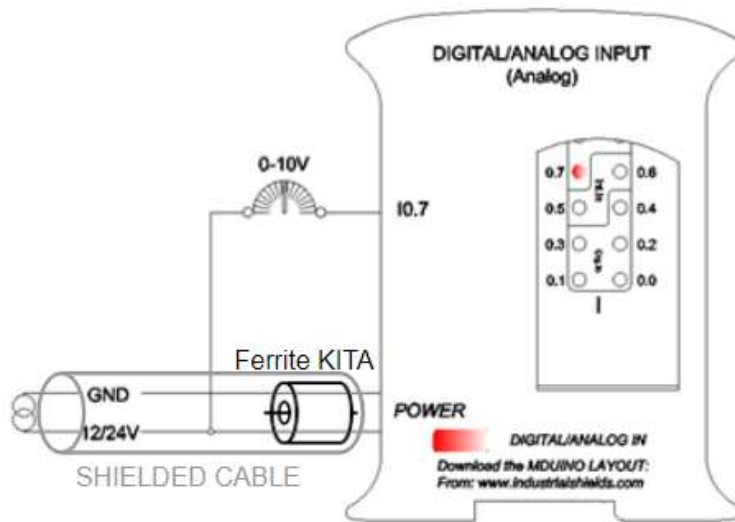 DIGITAL/ANALOG INPUT
(Analog)
0-10V
I0.7
0.7
0.6
0.5
0.4
0.3
0.2
0.1
0.0
Ferrite KITA
GND
12/24V
POWER
SHIELDED CABLE
DIGITAL/ANALOG IN
Download the MDUINO LAYOUT:
From: www.industrialshields.com